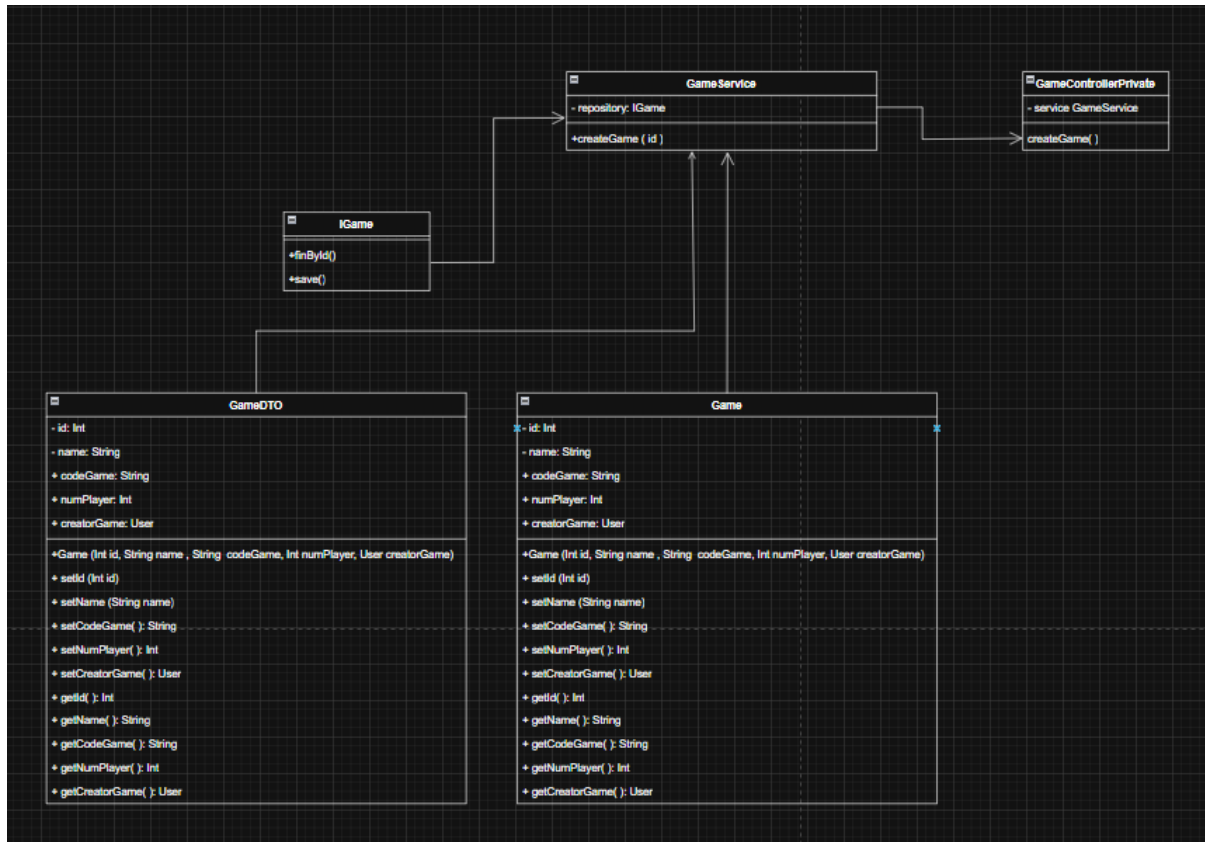 GameService
- repository: IGame
+createGame ( id )
GameControllerPrivate
- service GameService
createGame( )
IGame
+finById()
+save()
GameDTO
- id: Int
- name: String
+ codeGame: String
+ numPlayer: Int
+ creatorGame: User
+Game (Int id, String name , String codeGame, Int numPlayer, User creatorGame)
+ setId (Int id)
+ setName (String name)
+ setCodeGame( ): String
+ setNumPlayer( ): Int
+ setCreatorGame( ): User
+ getId( ): Int
+ getName( ): String
+ getCodeGame( ): String
+ getNumPlayer( ): Int
+ getCreatorGame( ): User
Game
- id: Int
- name: String
+ codeGame: String
+ numPlayer: Int
+ creatorGame: User
+Game (Int id, String name , String codeGame, Int numPlayer, User creatorGame)
+ setId (Int id)
+ setName (String name)
+ setCodeGame( ): String
+ setNumPlayer( ): Int
+ setCreatorGame( ): User
+ getId( ): Int
+ getName( ): String
+ getCodeGame( ): String
+ getNumPlayer( ): Int
+ getCreatorGame( ): User